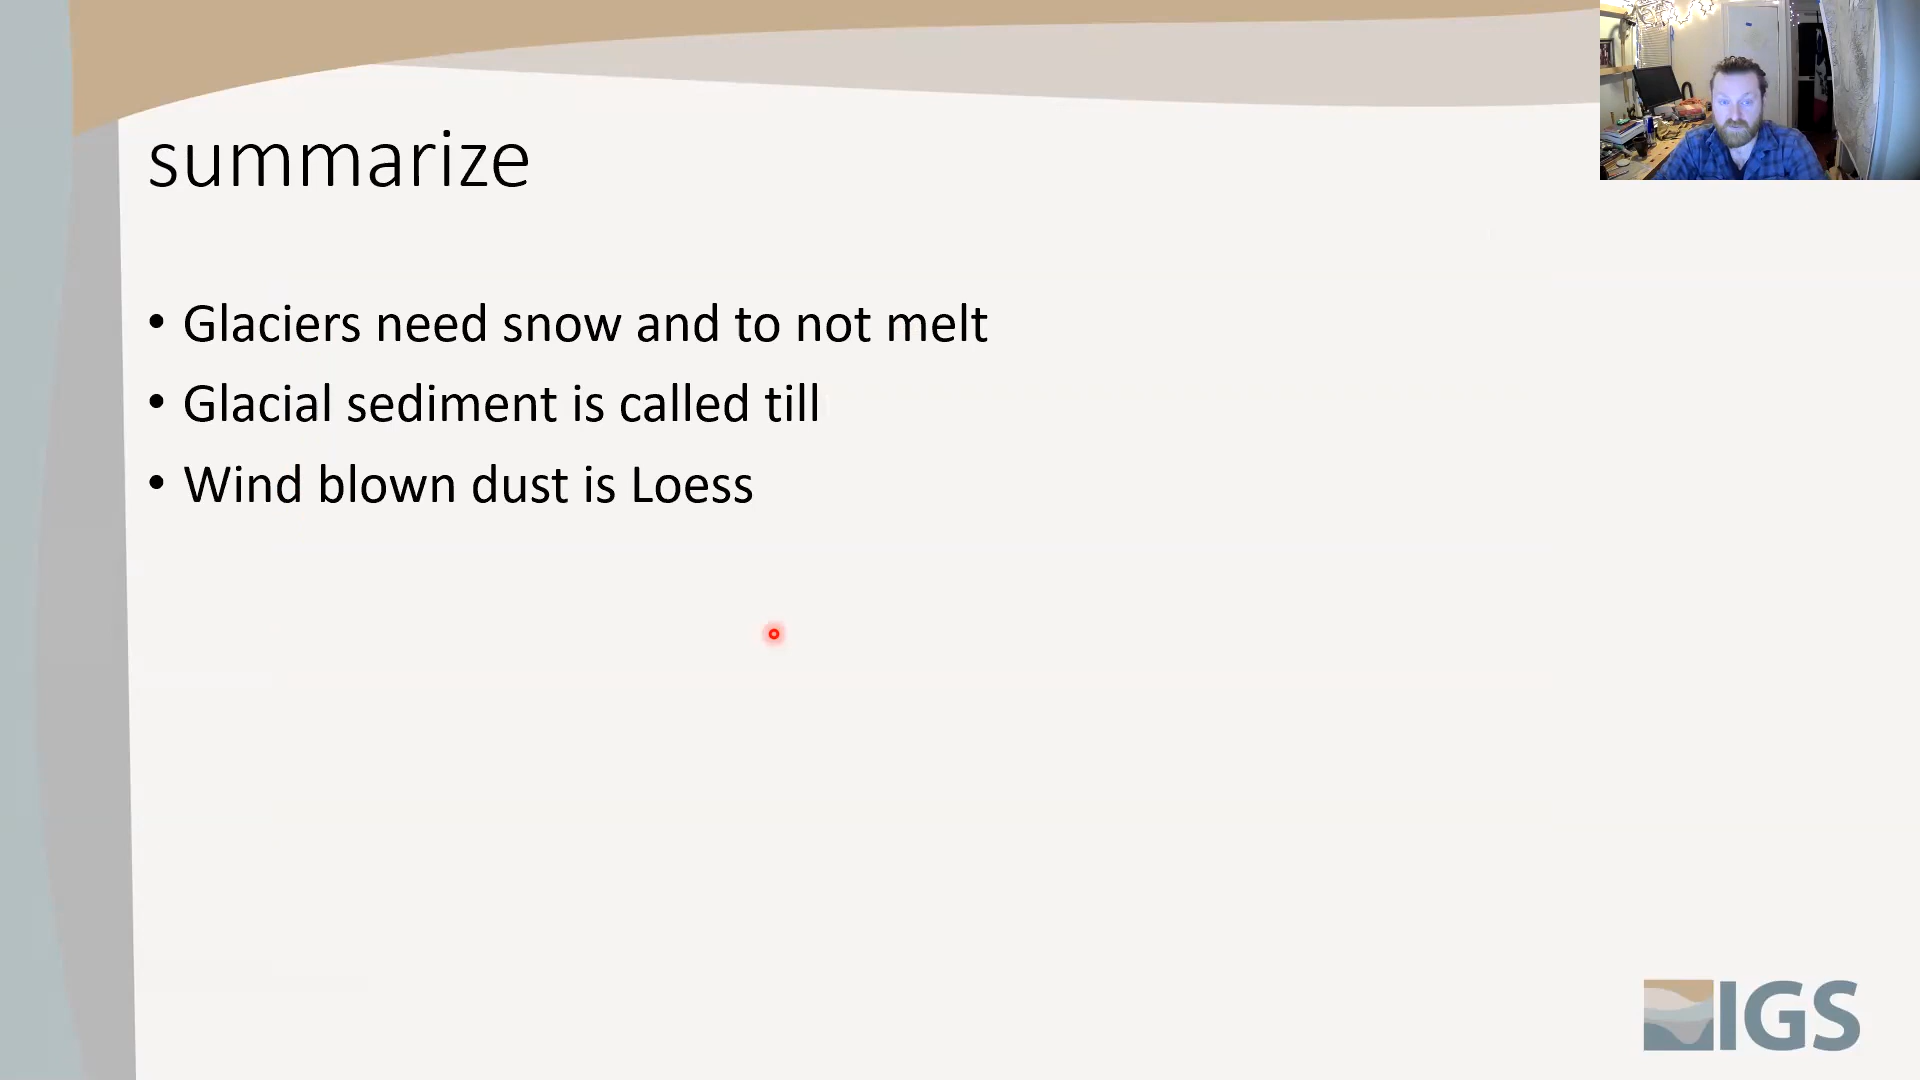 summarize
• Glaciers need snow and to not melt
• Glacial sediment is called till
• Wind blown dust is Loess
IGS